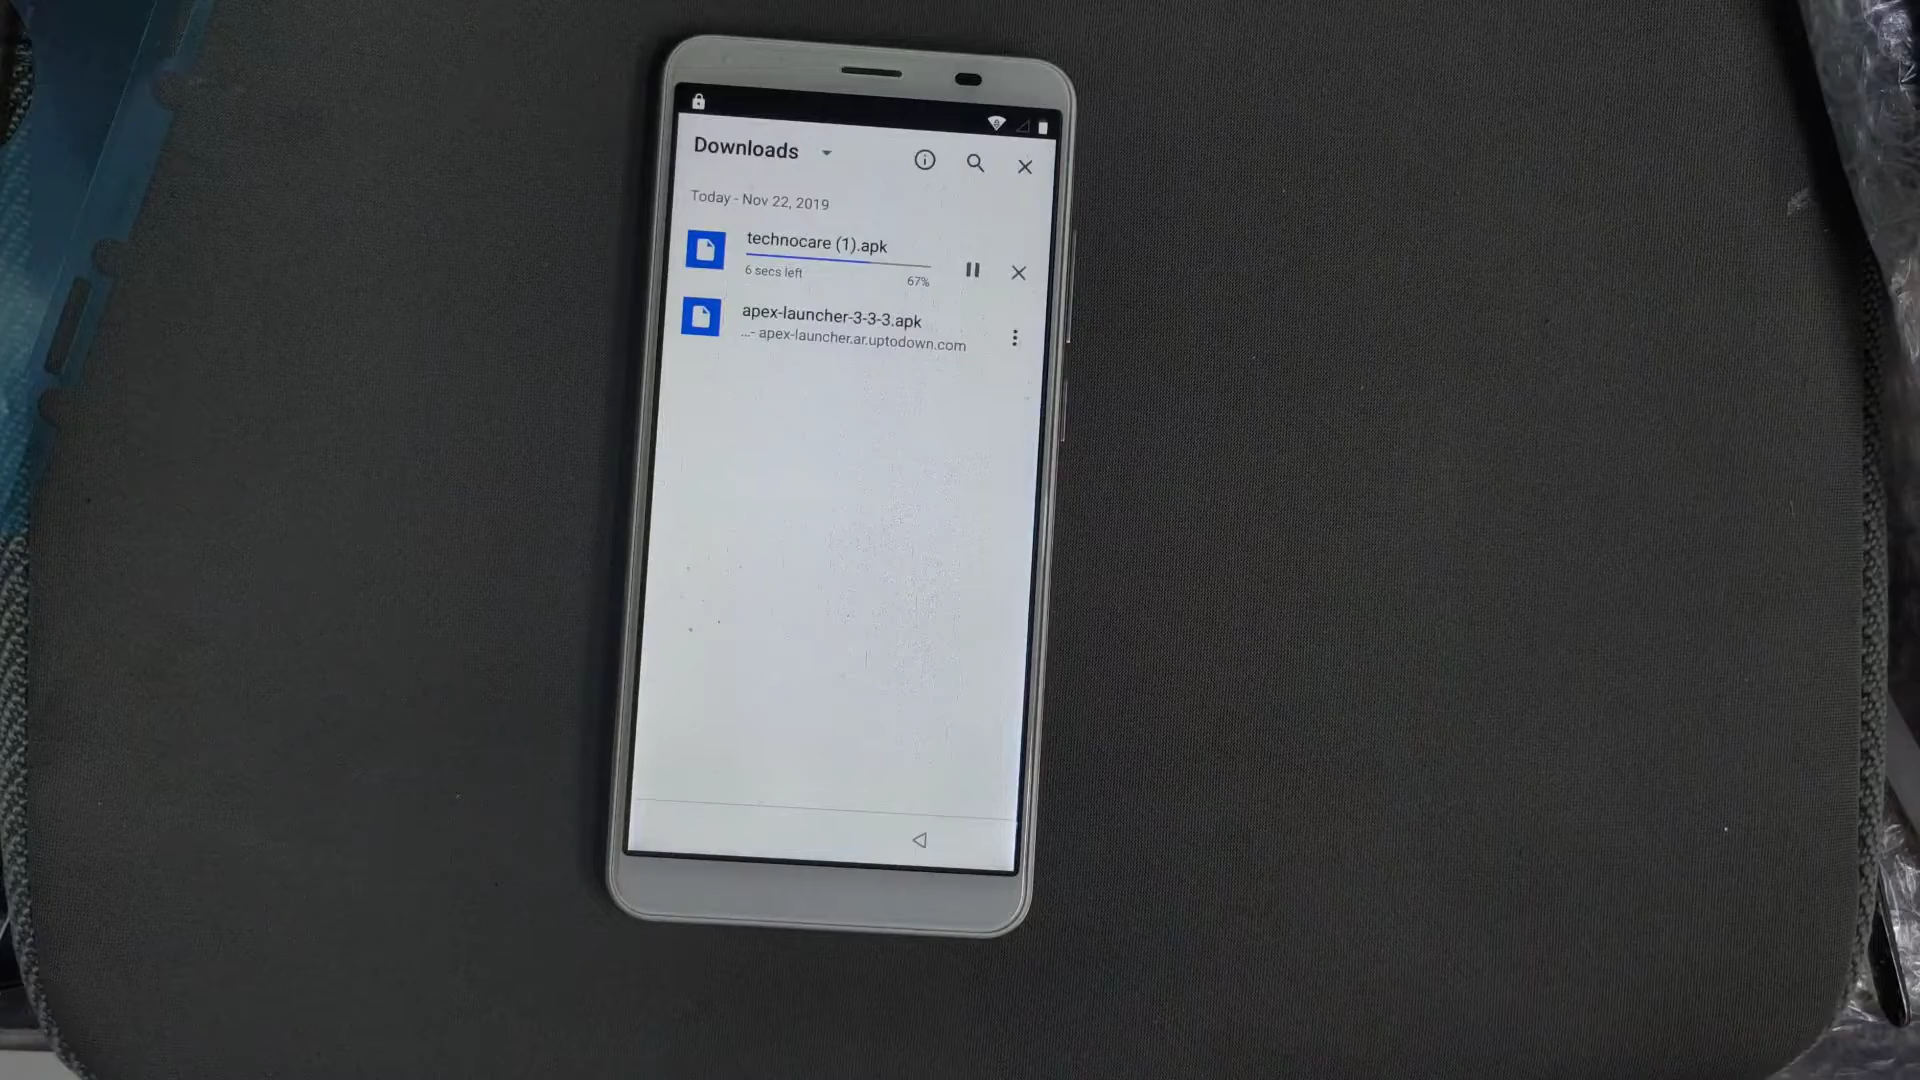 Downloads
Today - Nov 22, 2019
technocare (1).apk
6 secs left
67%
apex-launcher-3-3-3.apk
...- apex-launcher.ar.uptodown.com